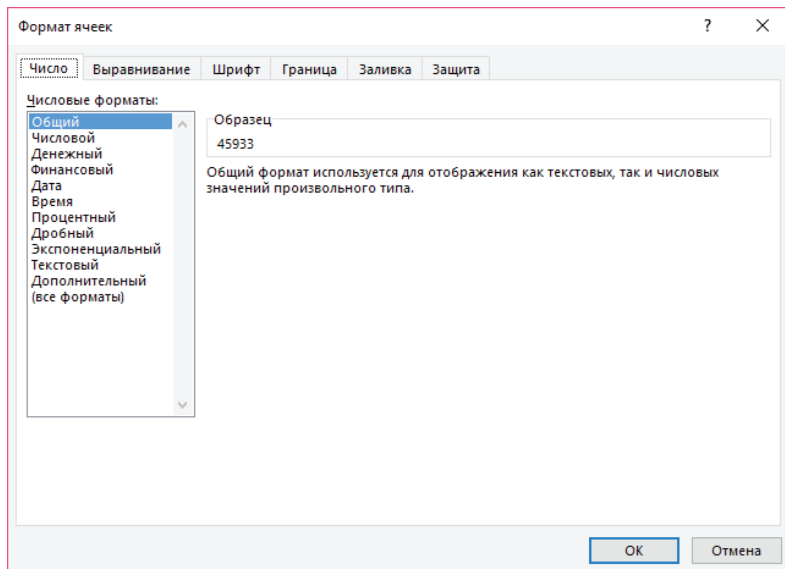 Формат ячеек
?
Число Выравнивание Шрифт Граница Заливка Защита
Числовые форматы:
Общий
Числовой
Денежный
Финансовый
Дата
Время
Процентный
Дробный
Экспоненциальный
Текстовый
Дополнительный
(все форматы)
Образец
45933
Общий формат используется для отображения как текстовых, так и числовых
значений произвольного типа.
ОК Отмена